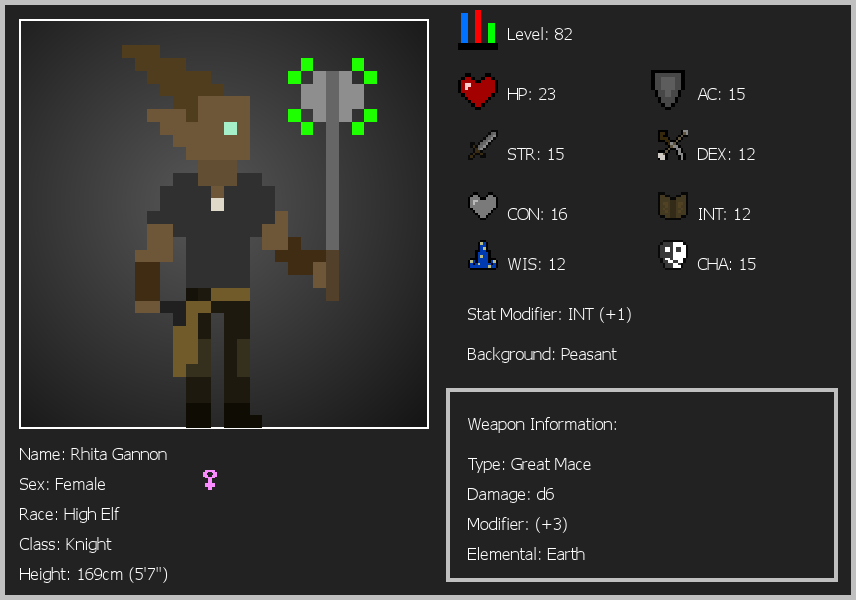 Level: 82
HP: 23
AC: 15
STR: 15
DEX: 12
CON: 16
INT: 12
WIS: 12
CHA: 15
Stat Modifier: INT (+1)
Background: Peasant
Weapon Information:
Type: Great Mace
Damage: d6
Modifier: (+3)
Elemental: Earth
Name: Rhita Gannon
Sex: Female
Race: High Elf
Class: Knight
Height: 169cm (5'7")